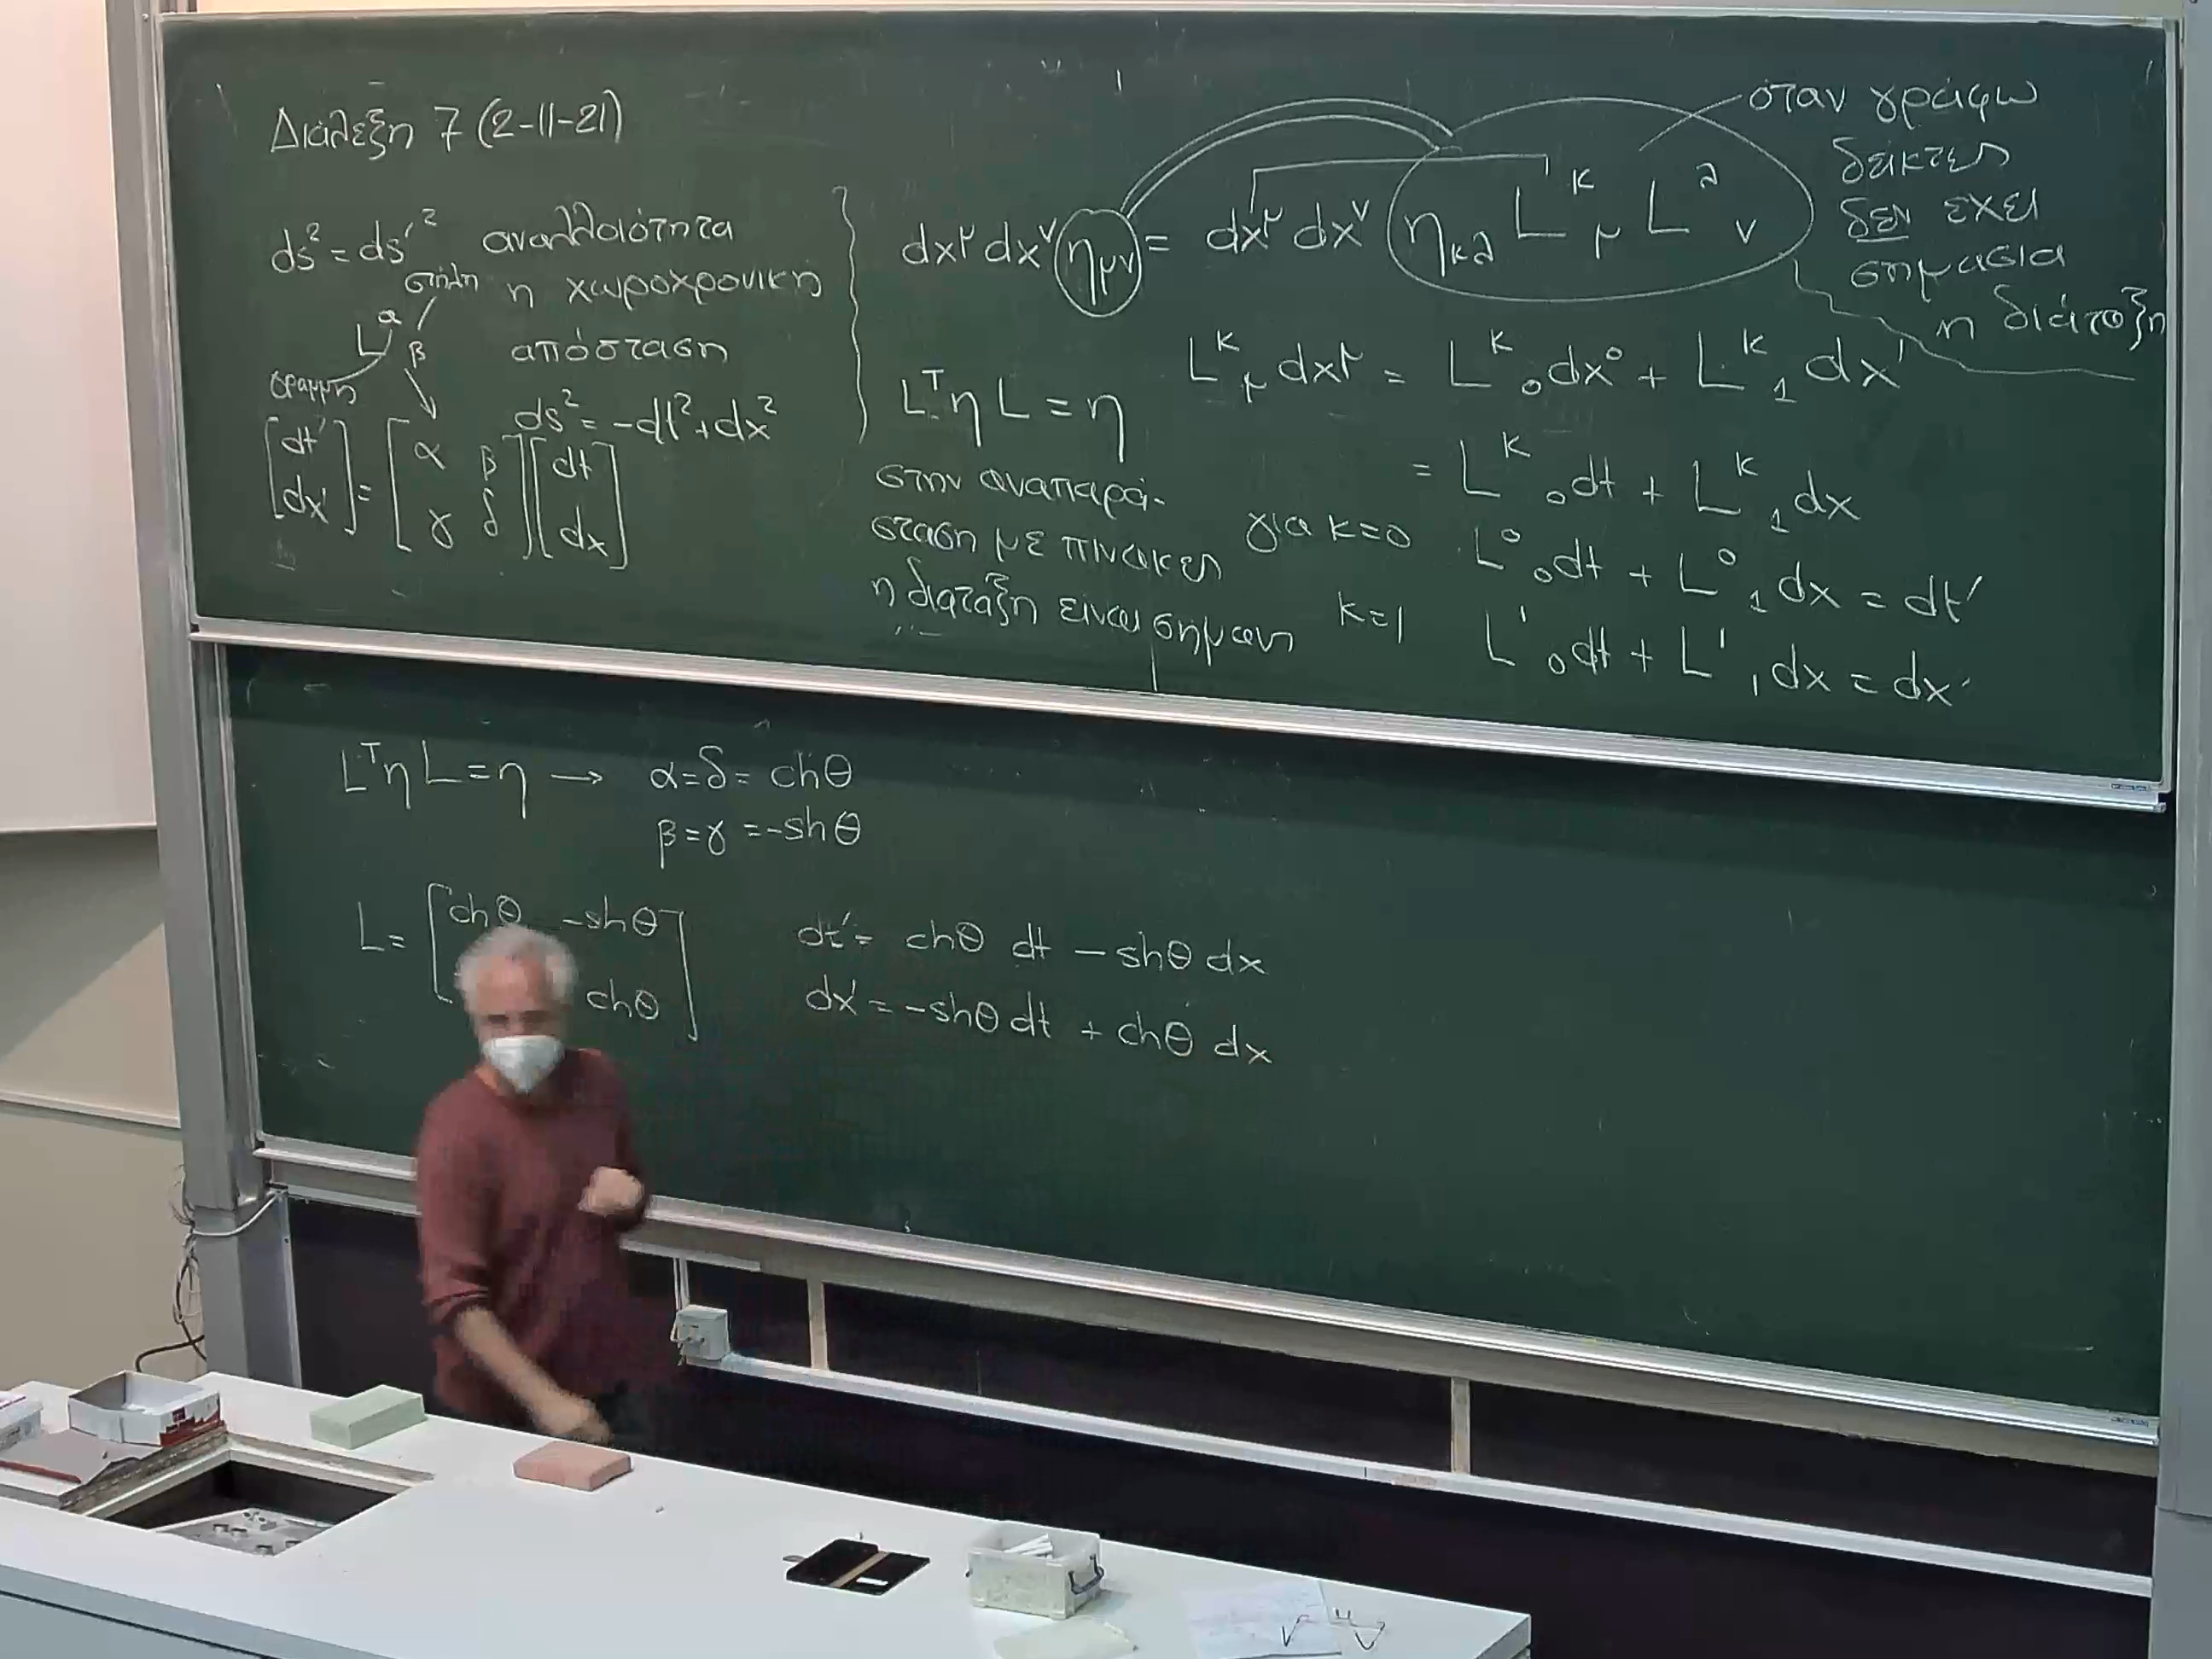 Διάλεξη 7 (2-11-21)
ds² = ds'² αναλλοιότητα
στήλη η χωροχρονική
L^α_β απόσταση
γραμμή
ds² = -dt² + dx²
[dt' dx'] = [α β γ δ] [dt dx]
dx^μ dx^ν η_μν = dx^μ dx^ν η_κλ L^κ_μ L^λ_ν
όταν γράφω
δείκτες
δεν έχει
σημασία
η διάταξη
L^κ_μ dx^μ = L^κ_0 dx^0 + L^κ_1 dx^1
L^T η L = η
= L^κ_0 dt + L^κ_1 dx
στην αναπαρά-
σταση με πίνακες
η διάταξη είναι
για κ=0 L^0_0 dt + L^0_1 dx = dt'
κ=1 L^1_0 dt + L^1_1 dx = dx'
L^T η L = η → α = δ = chθ
β = γ = -shθ
L = [chθ -shθ chθ]
dt' = chθ dt - shθ dx
dx' = -shθ dt + chθ dx